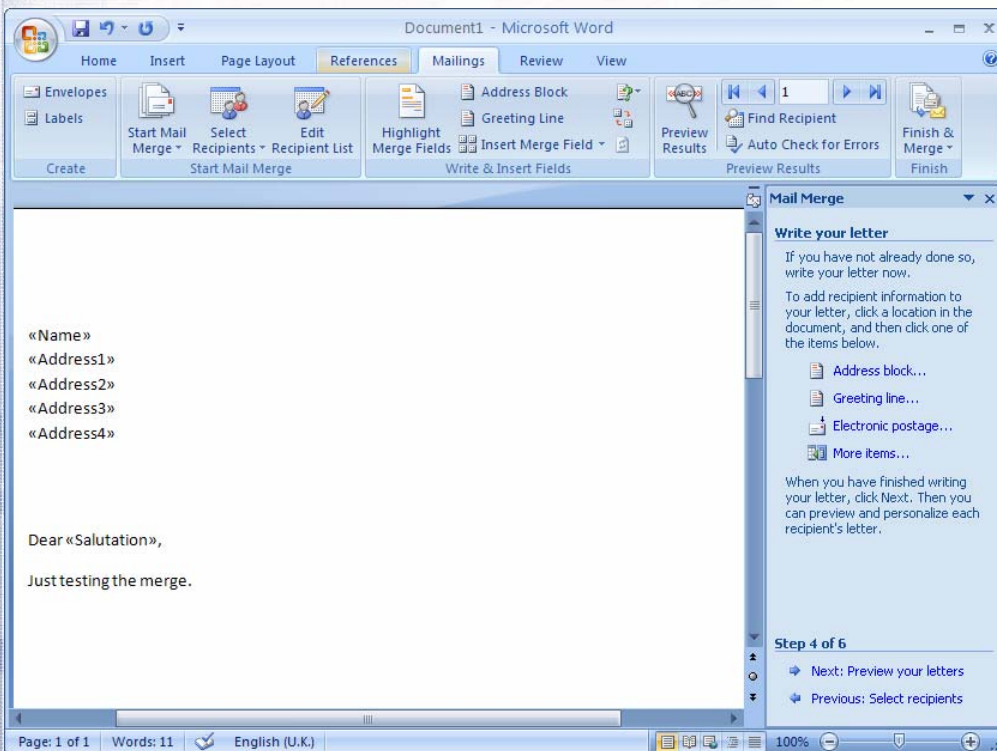 Document1 - Microsoft Word
Home Insert Page Layout References Mailings Review View
Envelopes
Labels
Create
Start Mail Merge
Select Recipients
Edit Recipient List
Start Mail Merge
Highlight Merge Fields
Address Block
Greeting Line
Insert Merge Field
Write & Insert Fields
ABC
Preview Results
1
Find Recipient
Auto Check for Errors
Preview Results
Finish & Merge
Finish
«Name»
«Address1»
«Address2»
«Address3»
«Address4»
Dear «Salutation»,
Just testing the merge.
Mail Merge
Write your letter
If you have not already done so,
write your letter now.
To add recipient information to
your letter, click a location in the
document, and then click one of
the items below.
Address block...
Greeting line...
Electronic postage...
More items...
When you have finished writing
your letter, click Next. Then you
can preview and personalize each
recipient's letter.
Step 4 of 6
Next: Preview your letters
Previous: Select recipients
Page: 1 of 1 Words: 11 English (U.K.) 100%